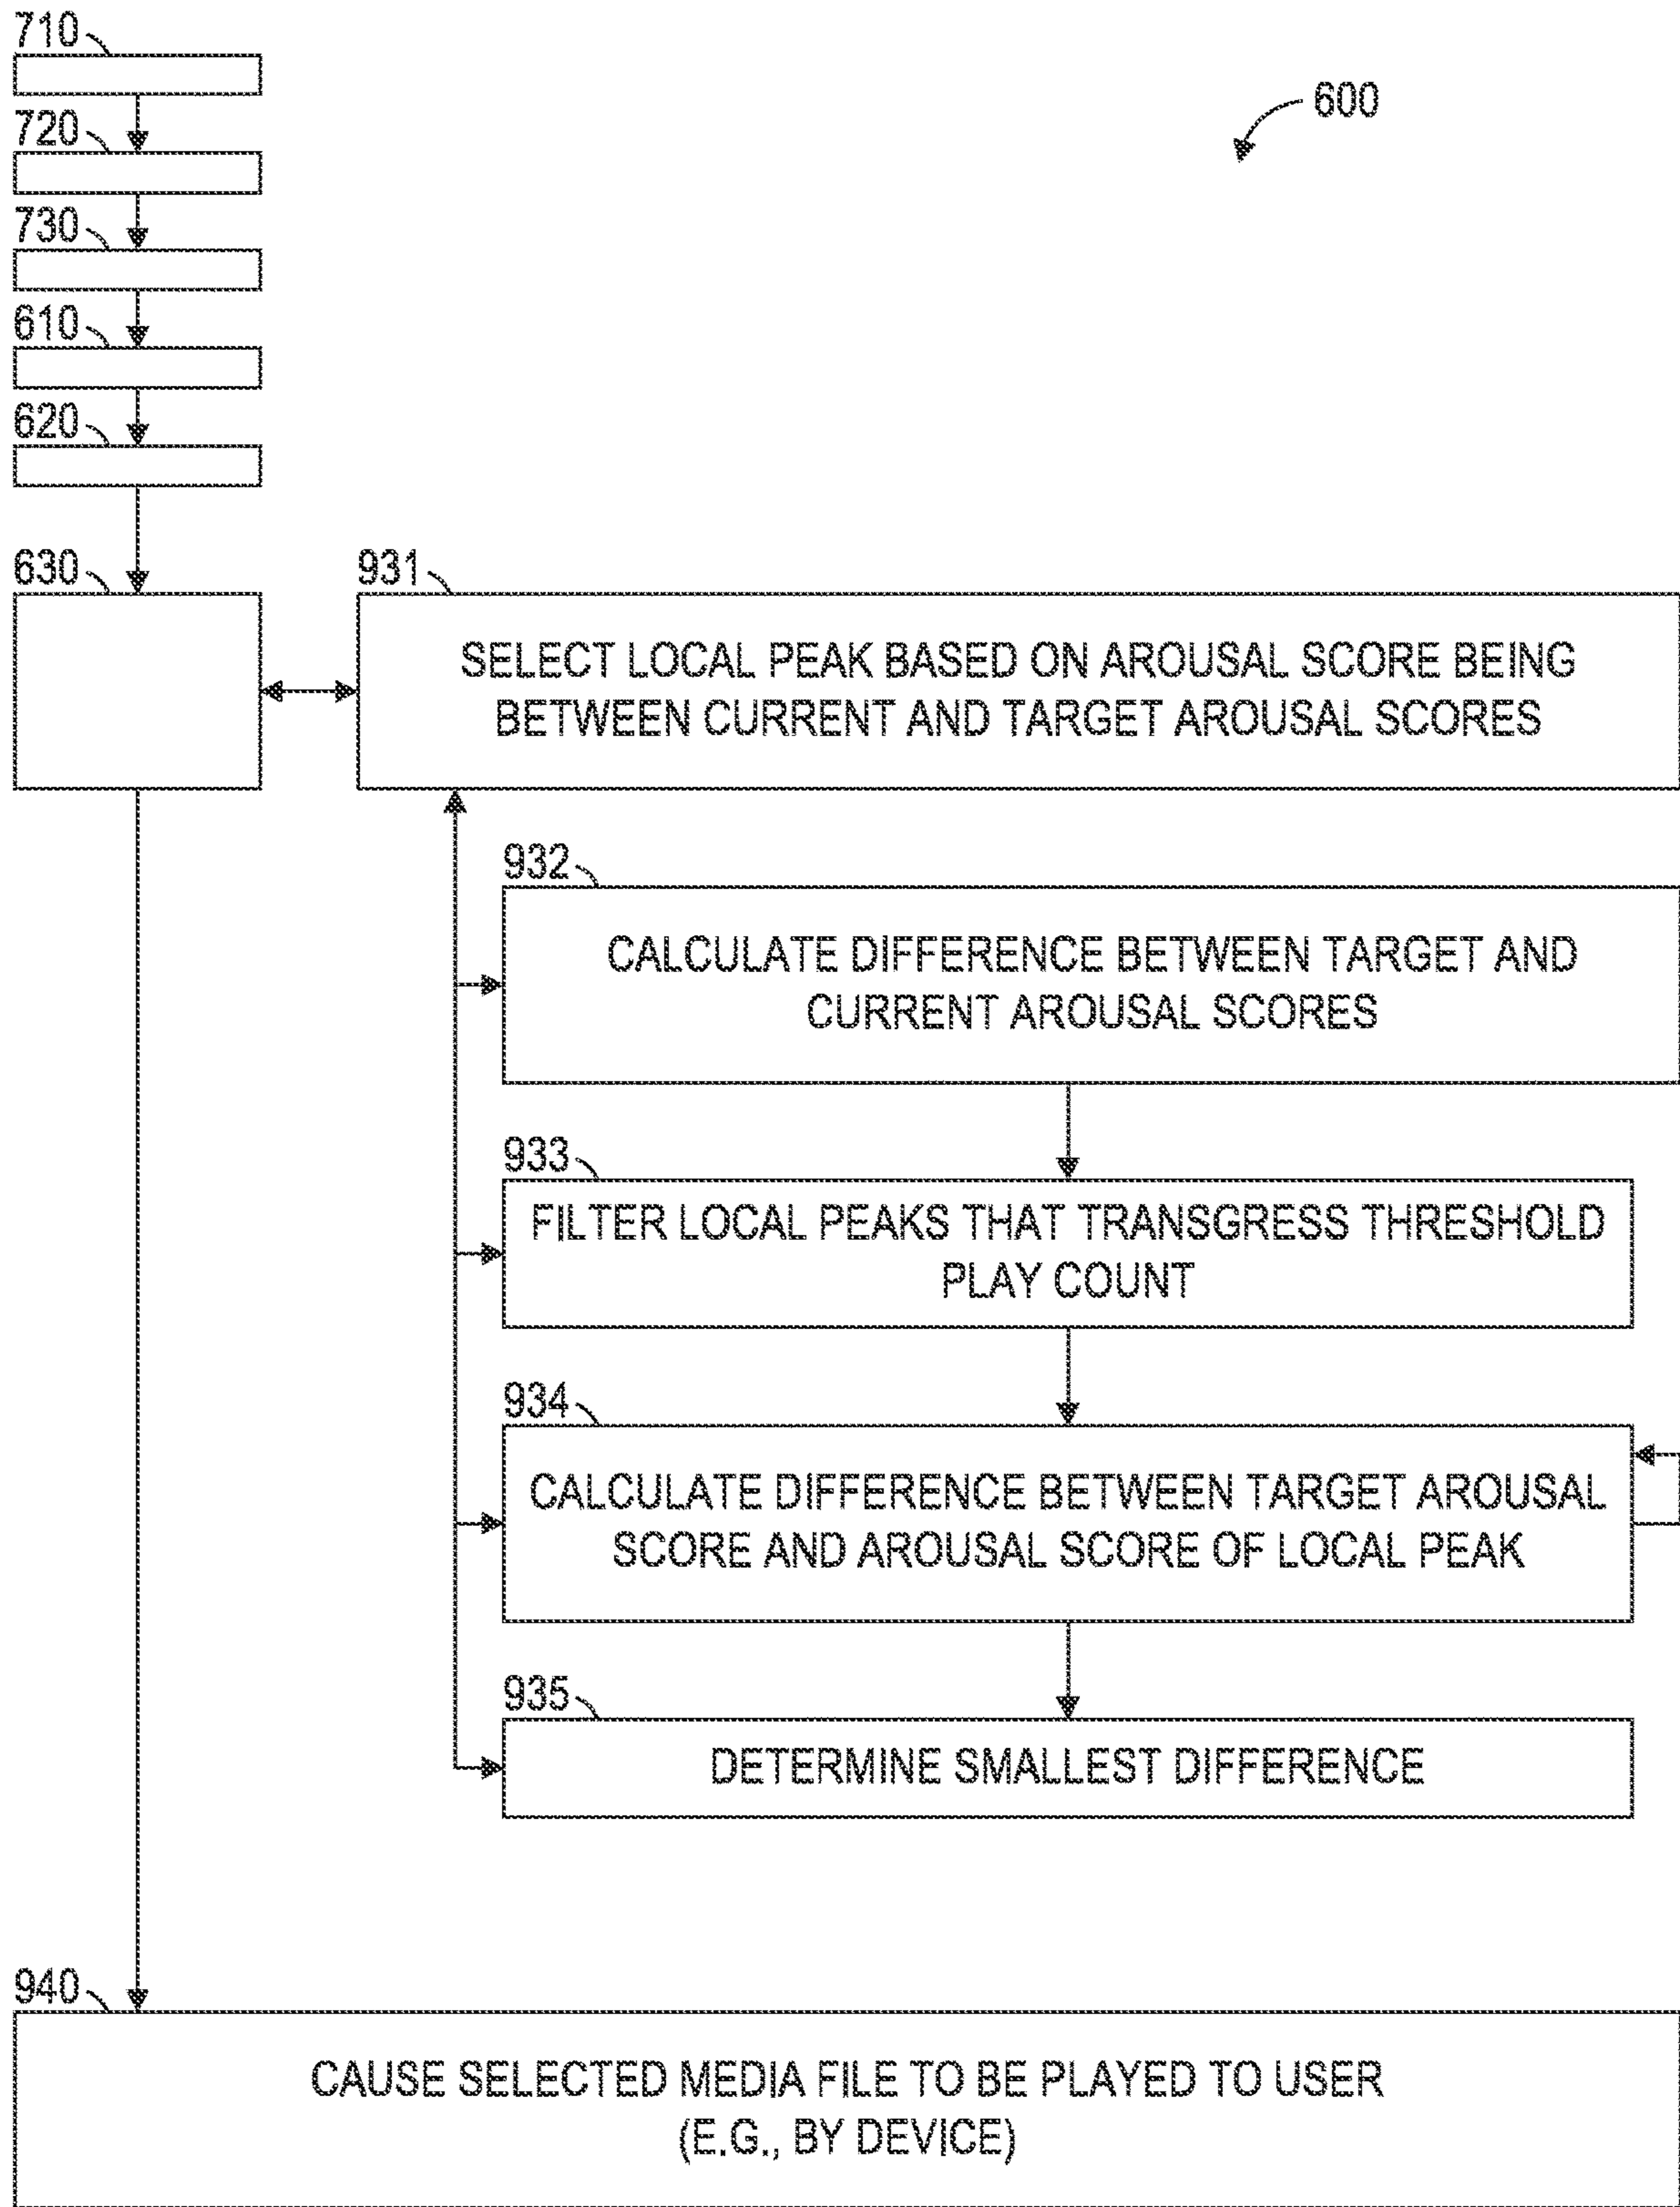 710
600
720
730
610
620
630
931
SELECT LOCAL PEAK BASED ON AROUSAL SCORE BEING
BETWEEN CURRENT AND TARGET AROUSAL SCORES
932
CALCULATE DIFFERENCE BETWEEN TARGET AND
CURRENT AROUSAL SCORES
933
FILTER LOCAL PEAKS THAT TRANSGRESS THRESHOLD
PLAY COUNT
934
CALCULATE DIFFERENCE BETWEEN TARGET AROUSAL
SCORE AND AROUSAL SCORE OF LOCAL PEAK
935
DETERMINE SMALLEST DIFFERENCE
940
CAUSE SELECTED MEDIA FILE TO BE PLAYED TO USER
(E.G., BY DEVICE)